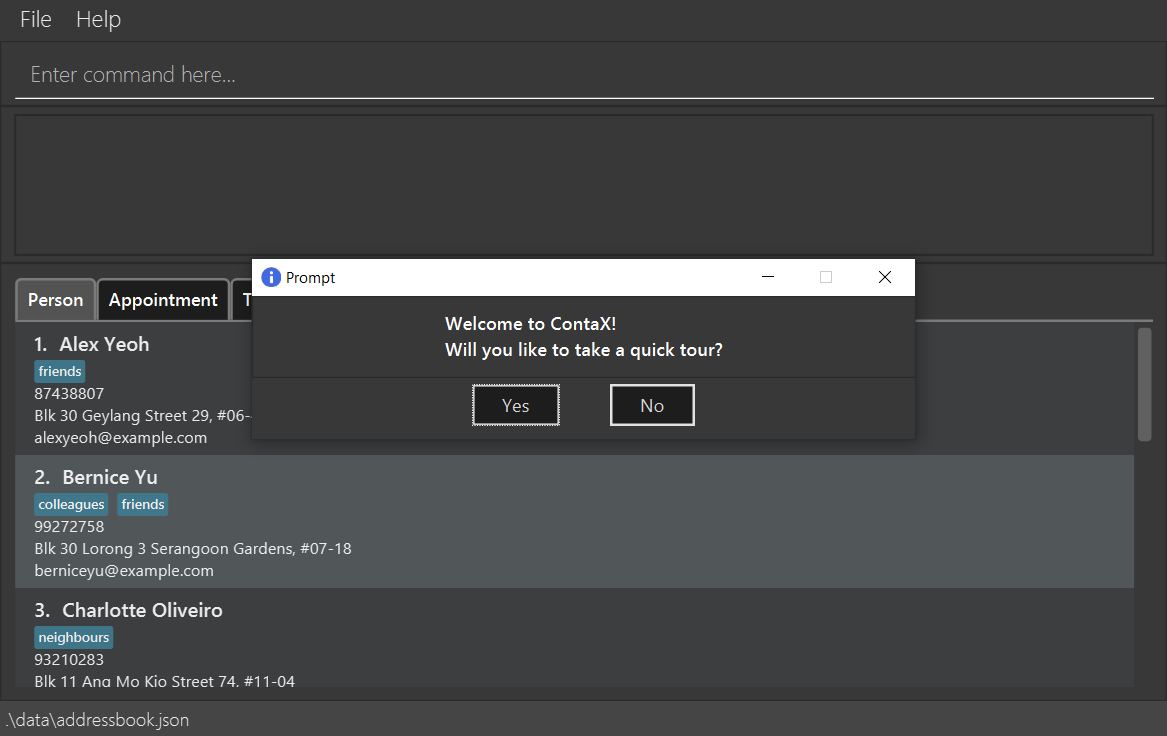 File Help
Enter command here...
Prompt
Welcome to ContaX!
Will you like to take a quick tour?
Yes No
Person Appointment T
1. Alex Yeoh
friends
87438807
Blk 30 Geylang Street 29, #06-
alexyeoh@example.com
2. Bernice Yu
colleagues friends
99272758
Blk 30 Lorong 3 Serangoon Gardens, #07-18
berniceyu@example.com
3. Charlotte Oliveiro
neighbours
93210283
Blk 11 Ang Mo Kio Street 74, #11-04
.\data\addressbook.json